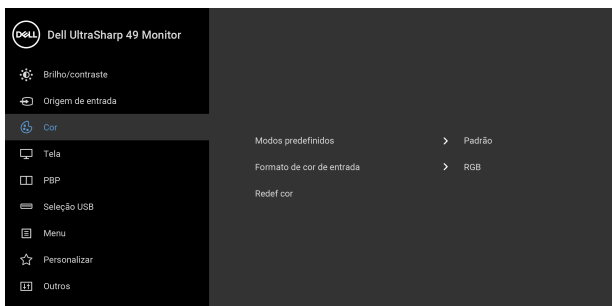 DELL Dell UltraSharp 49 Monitor
Brilho/contraste
Origem de entrada
Cor
Tela
PBP
Seleção USB
Menu
Personalizar
Outros
Modos predefinidos > Padrão
Formato de cor de entrada > RGB
Redef cor